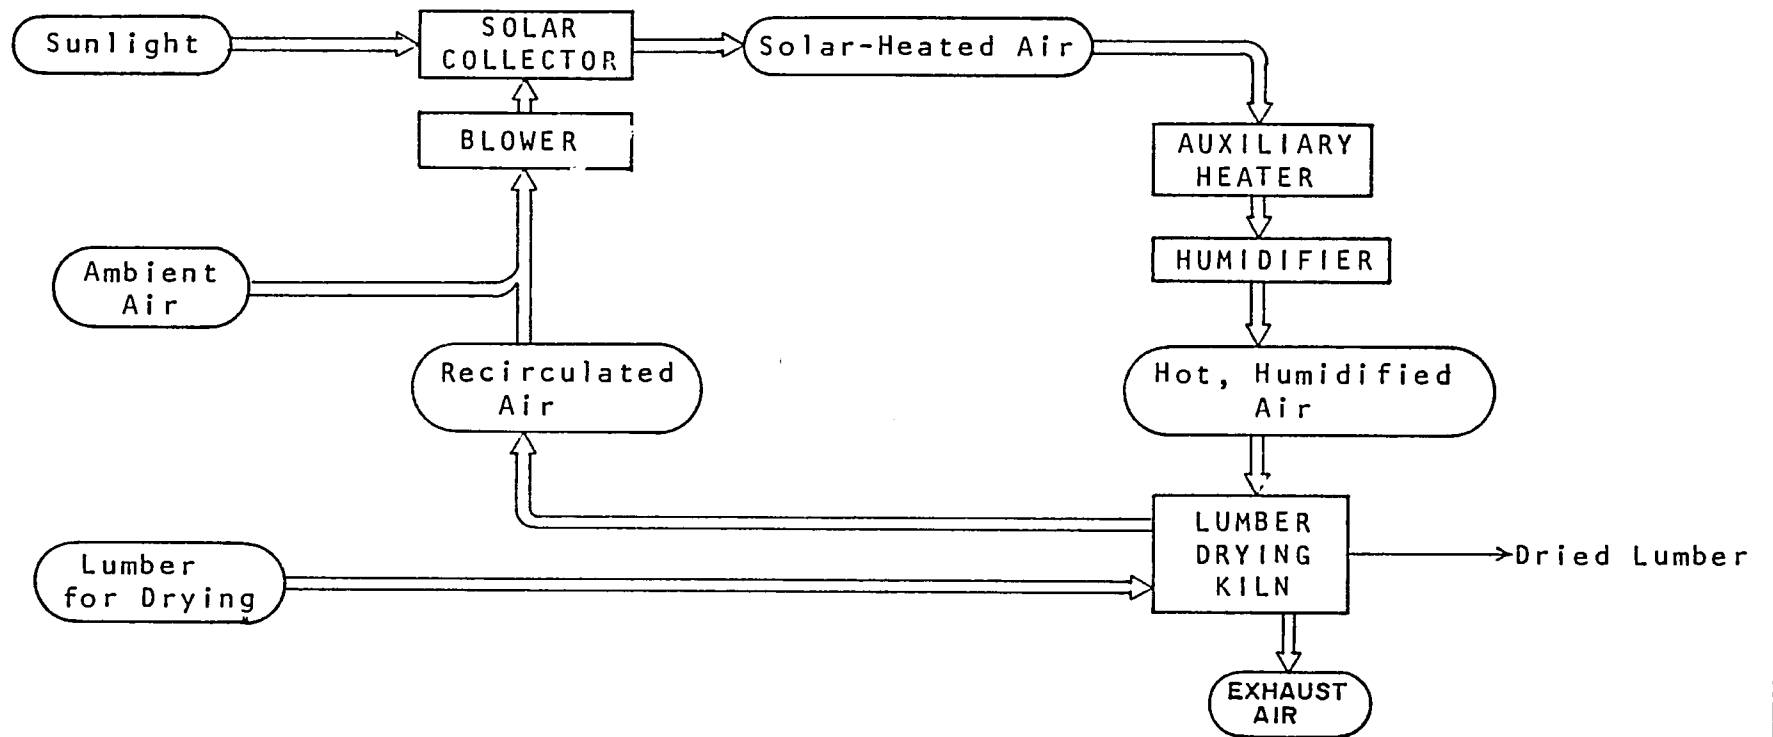 Sunlight
SOLAR
COLLECTOR
Solar-Heated Air
BLOWER
AUXILIARY
HEATER
HUMIDIFIER
Ambient
Air
Recirculated
Air
Hot, Humidified
Air
LUMBER
DRYING
KILN
Dried Lumber
Lumber
for Drying
EXHAUST
AIR